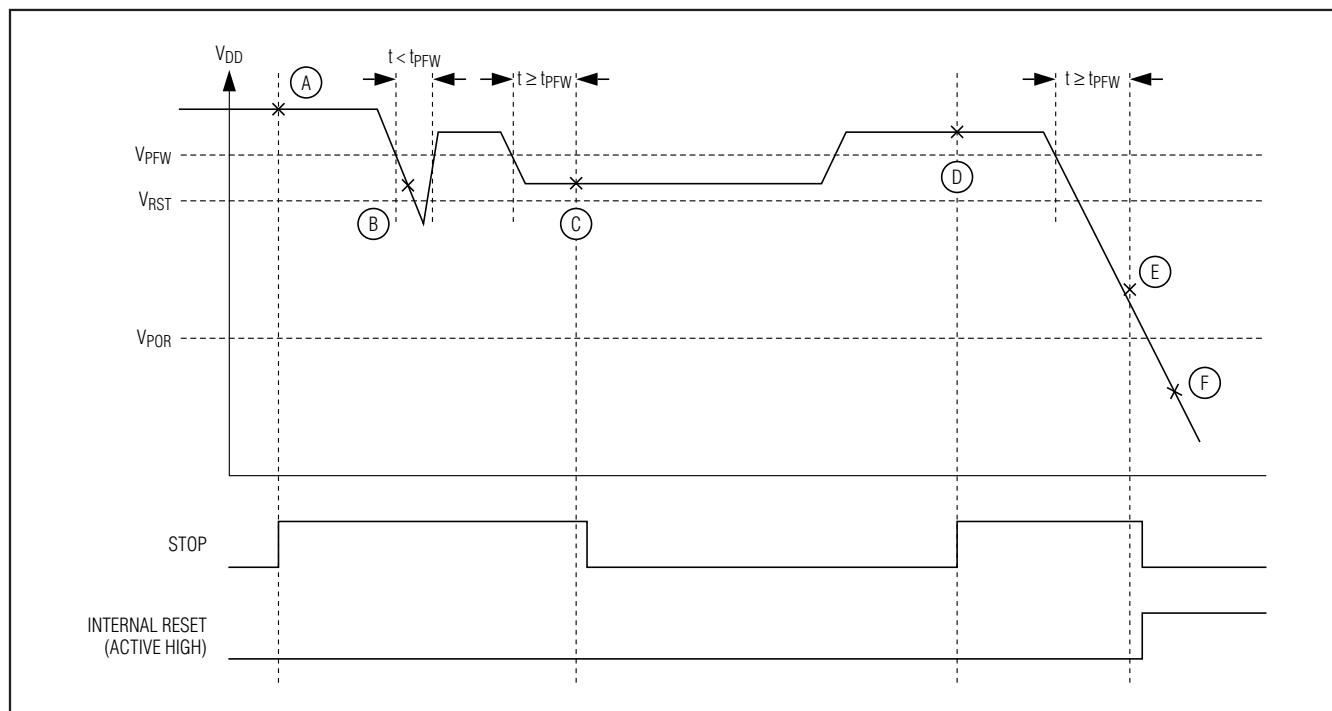 VDD
t < tPFW
t ≥ tPFW
t ≥ tPFW
A
VPFW
D
VRST
B
C
E
VPOR
F
STOP
INTERNAL RESET
(ACTIVE HIGH)